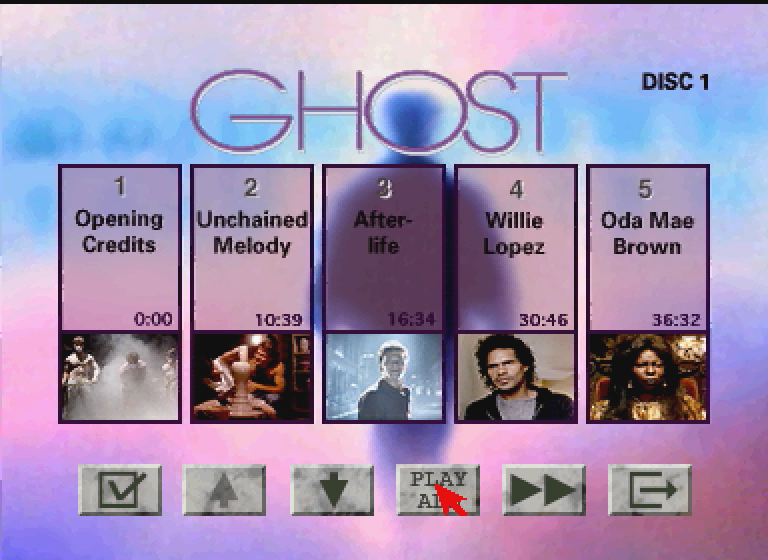 GHOST
DISC 1
1
Opening
Credits
0:00
2
Unchained
Melody
10:39
3
After-
life
16:34
4
Willie
Lopez
30:46
5
Oda Mae
Brown
36:32
PLAY
ALL